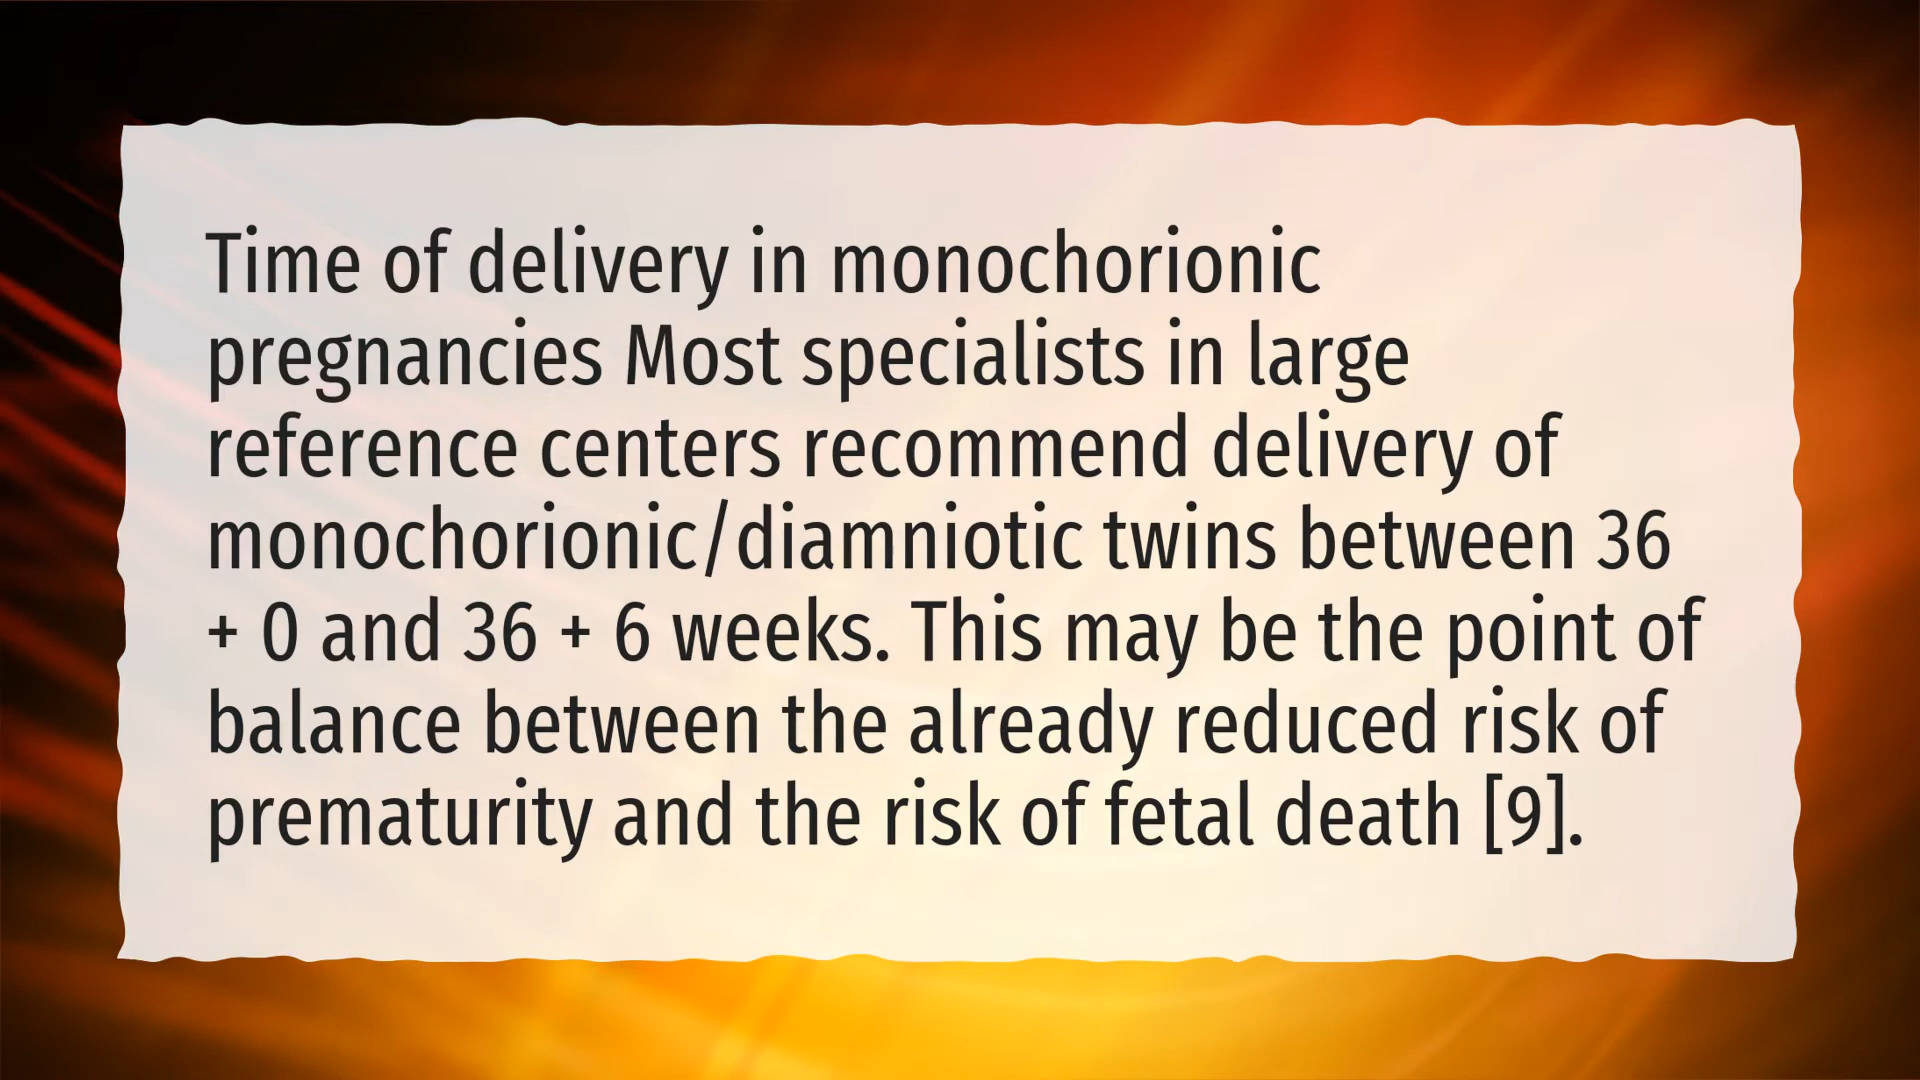 Time of delivery in monochorionic
pregnancies Most specialists in large
reference centers recommend delivery of
monochorionic/diamniotic twins between 36
+ 0 and 36 + 6 weeks. This may be the point of
balance between the already reduced risk of
prematurity and the risk of fetal death [9].